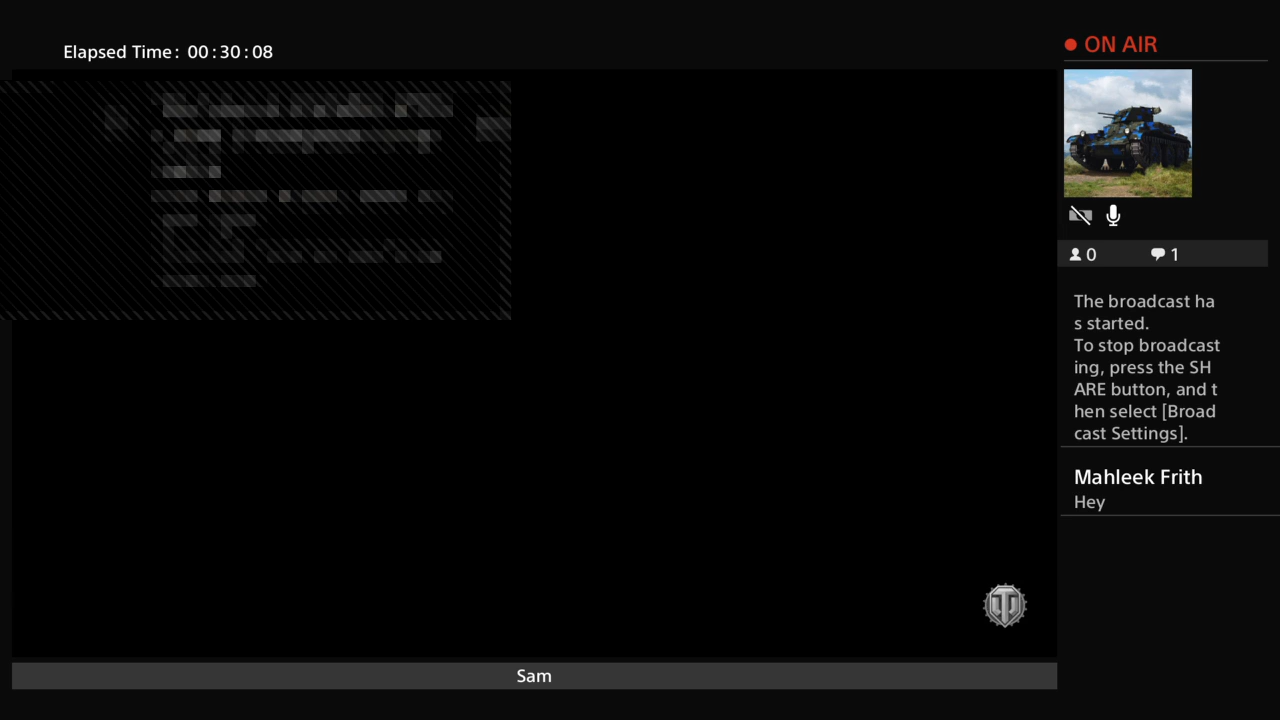 Elapsed Time: 00:30:08
ON AIR
0
1
The broadcast ha
s started.
To stop broadcast
ing, press the SH
ARE button, and t
hen select [Broad
cast Settings].
Mahleek Frith
Hey
Sam